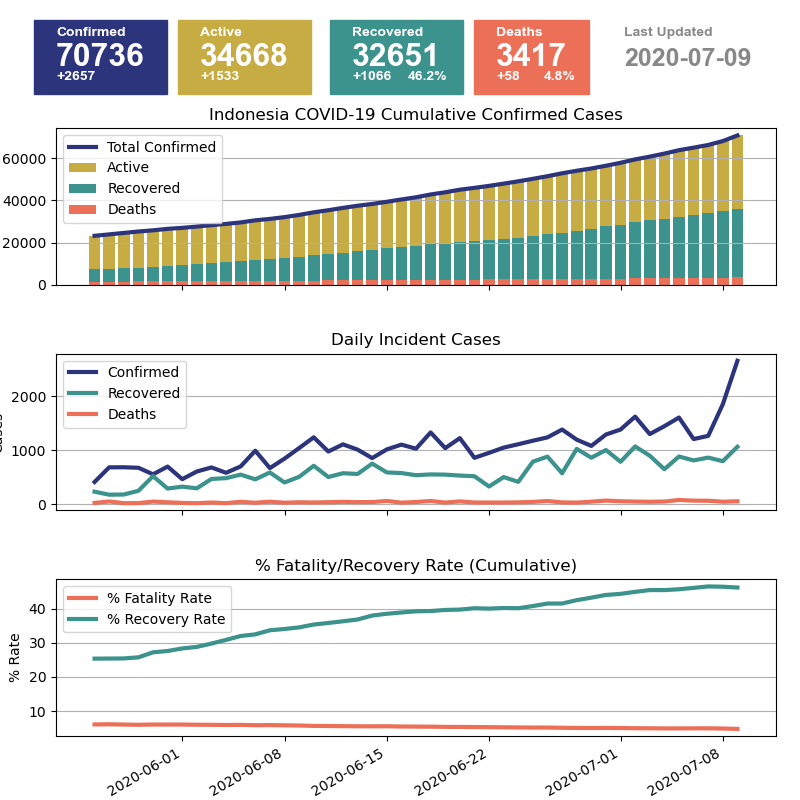 Confirmed
70736
+2657
Active
34668
+1533
Recovered
32651
+1066 46.2%
Deaths
3417
+58 4.8%
Last Updated
2020-07-09
Indonesia COVID-19 Cumulative Confirmed Cases
Total Confirmed
Active
Recovered
Deaths
60000
40000
20000
0
Daily Incident Cases
Confirmed
Recovered
Deaths
Cases
2000
1000
0
% Fatality/Recovery Rate (Cumulative)
% Fatality Rate
% Recovery Rate
% Rate
40
30
20
10
2020-06-01
2020-06-08
2020-06-15
2020-06-22
2020-07-01
2020-07-08